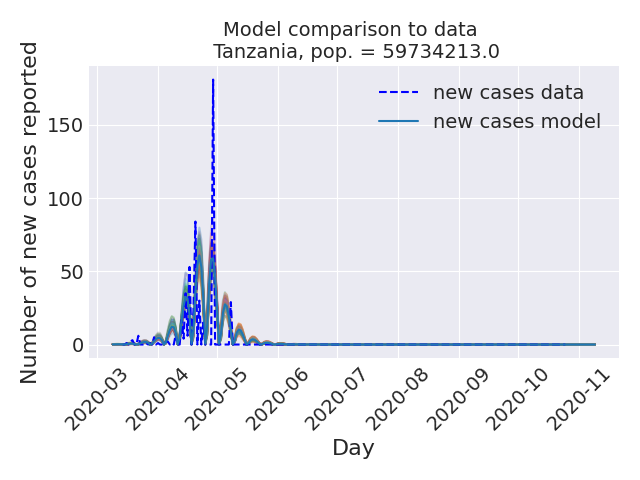 Model comparison to data
Tanzania, pop. = 59734213.0
Number of new cases reported
150
100
50
0
new cases data
new cases model
2020-03
2020-04
2020-05
2020-06
2020-07
2020-08
2020-09
2020-10
2020-11
Day